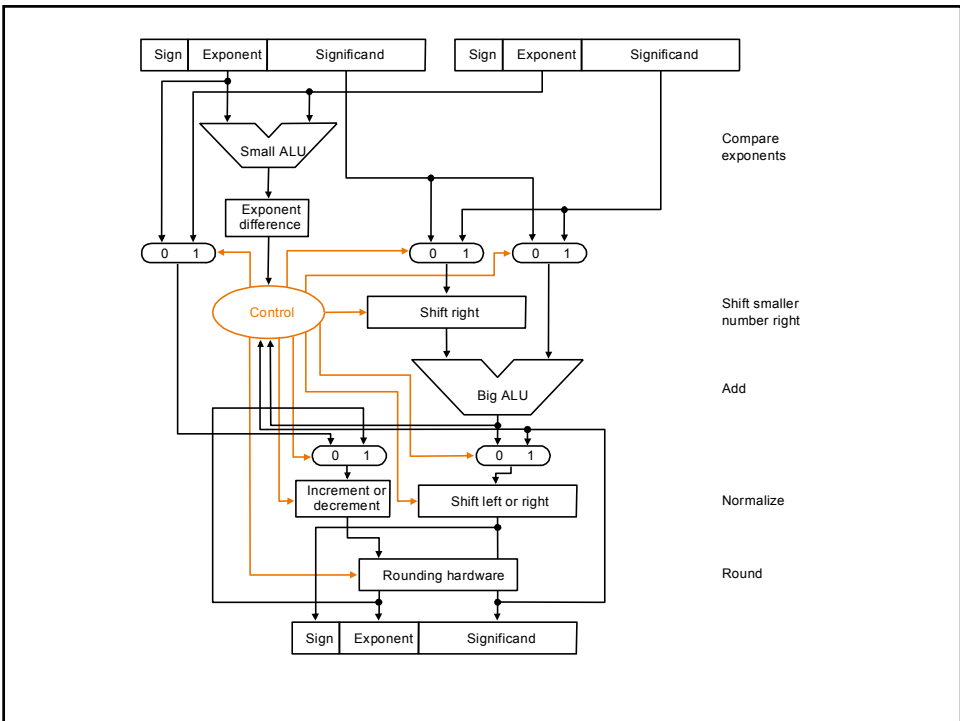 Sign Exponent Significand Sign Exponent Significand
Compare
exponents
Small ALU
Exponent
difference
0 1 0 1 0 1
Control
Shift right
Shift smaller
number right
Big ALU
Add
0 1 0 1
Increment or
decrement
Shift left or right
Normalize
Rounding hardware
Round
Sign Exponent Significand